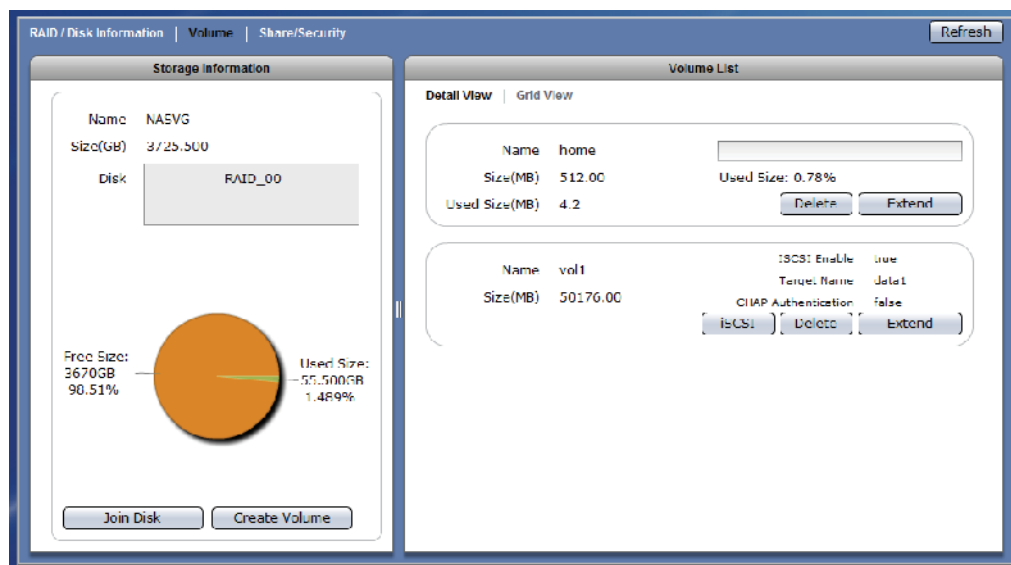 RAID / Disk Information | Volume | Share/Security
Refresh
Storage Information
Name NASVG
Size(GB) 3725.500
Disk RAID_00
Free Size:
3670GB
98.51%
Used Size:
55.500GB
1.489%
Join Disk
Create Volume
Volume List
Detail View | Grid View
Name home
Size(MB) 512.00
Used Size: 0.78%
Used Size(MB) 4.2
Delete
Extend
Name vol1
Size(MB) 50176.00
ISCSI Enable true
Target Name data1
CHAP Authentication false
iSCSI
Delete
Extend